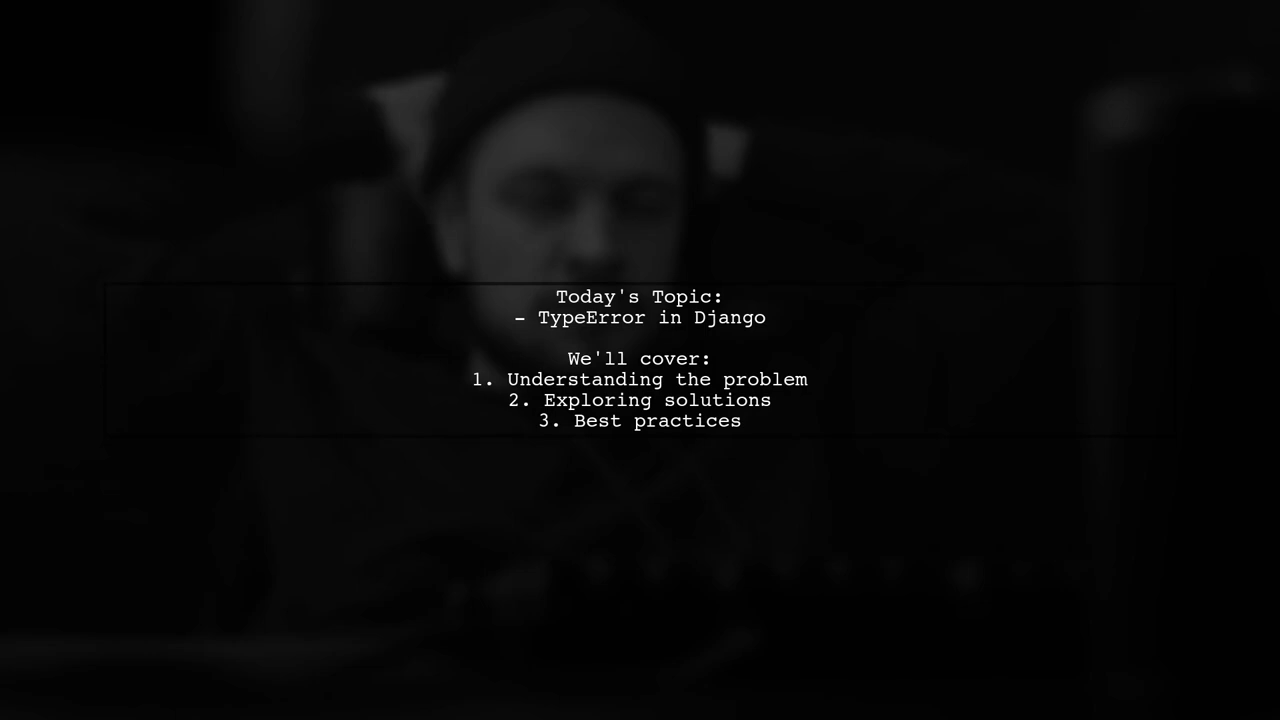 Today's Topic:
– TypeError in Django
We'll cover:
1. Understanding the problem
2. Exploring solutions
3. Best practices